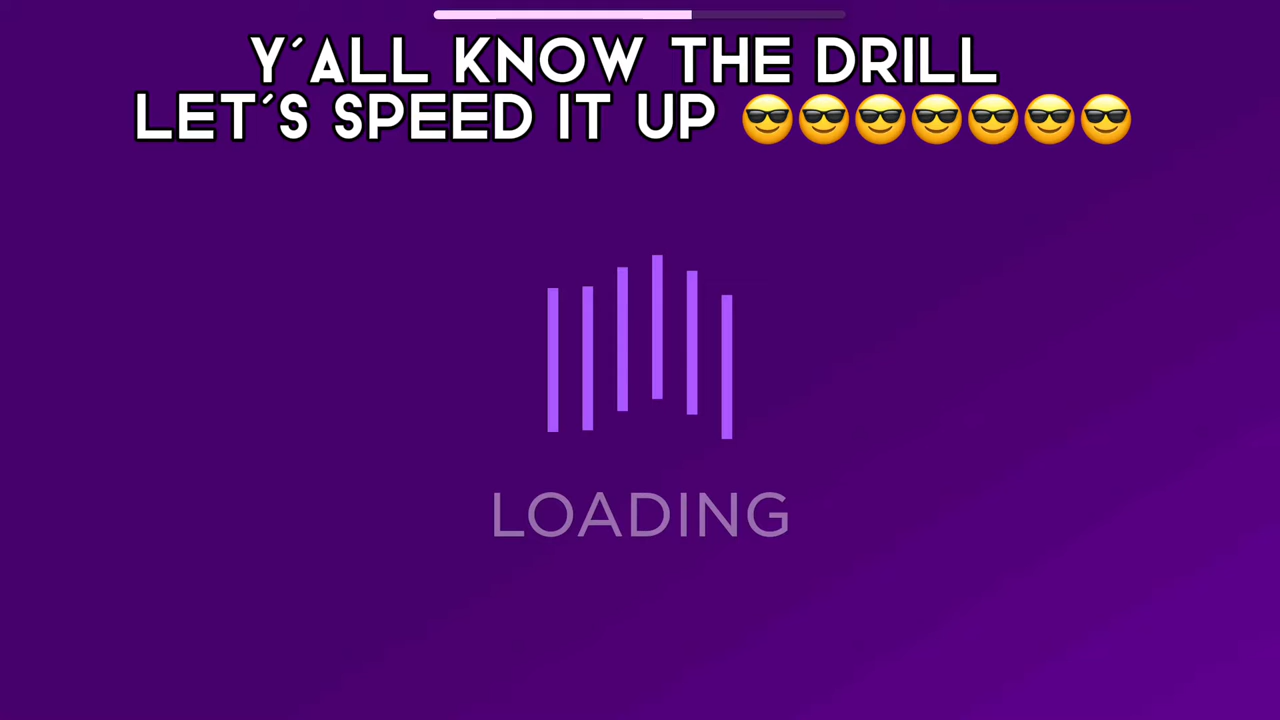 Y´ALL KNOW THE DRILL
LET´S SPEED IT UP 😎😎😎😎😎😎😎
LOADING